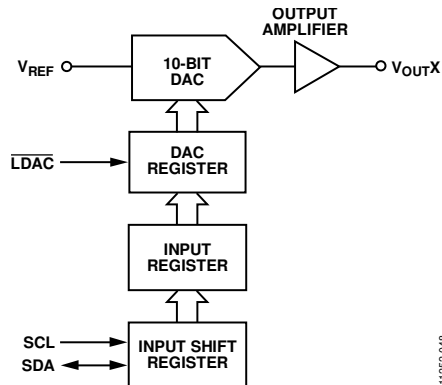 OUTPUT
AMPLIFIER
VREF
10-BIT
DAC
VOUTX
LDAC
DAC
REGISTER
INPUT
REGISTER
SCL
SDA
INPUT SHIFT
REGISTER